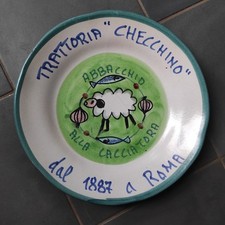 TRATTORIA "CHECCHINO"
ABBACCHIO
ALLA CACCIATORA
dal 1887 a ROMA